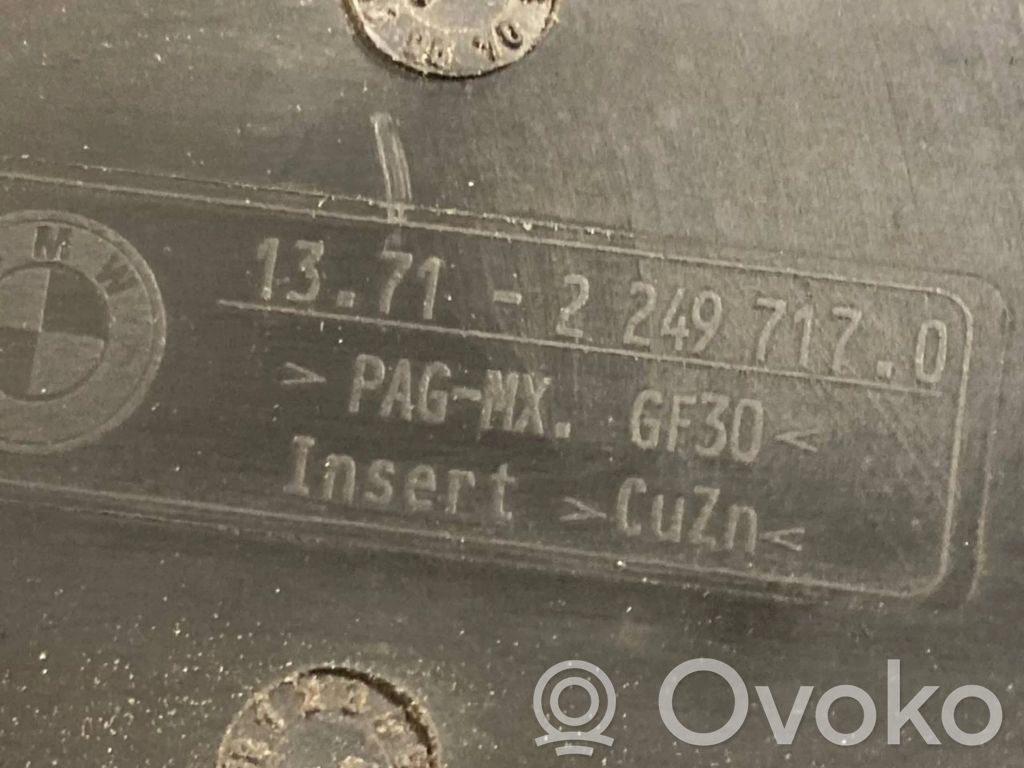 BMW
13.71 - 2 249 717.0
> PAG-MX. GF30 <
Insert >CuZn<
Ovoko